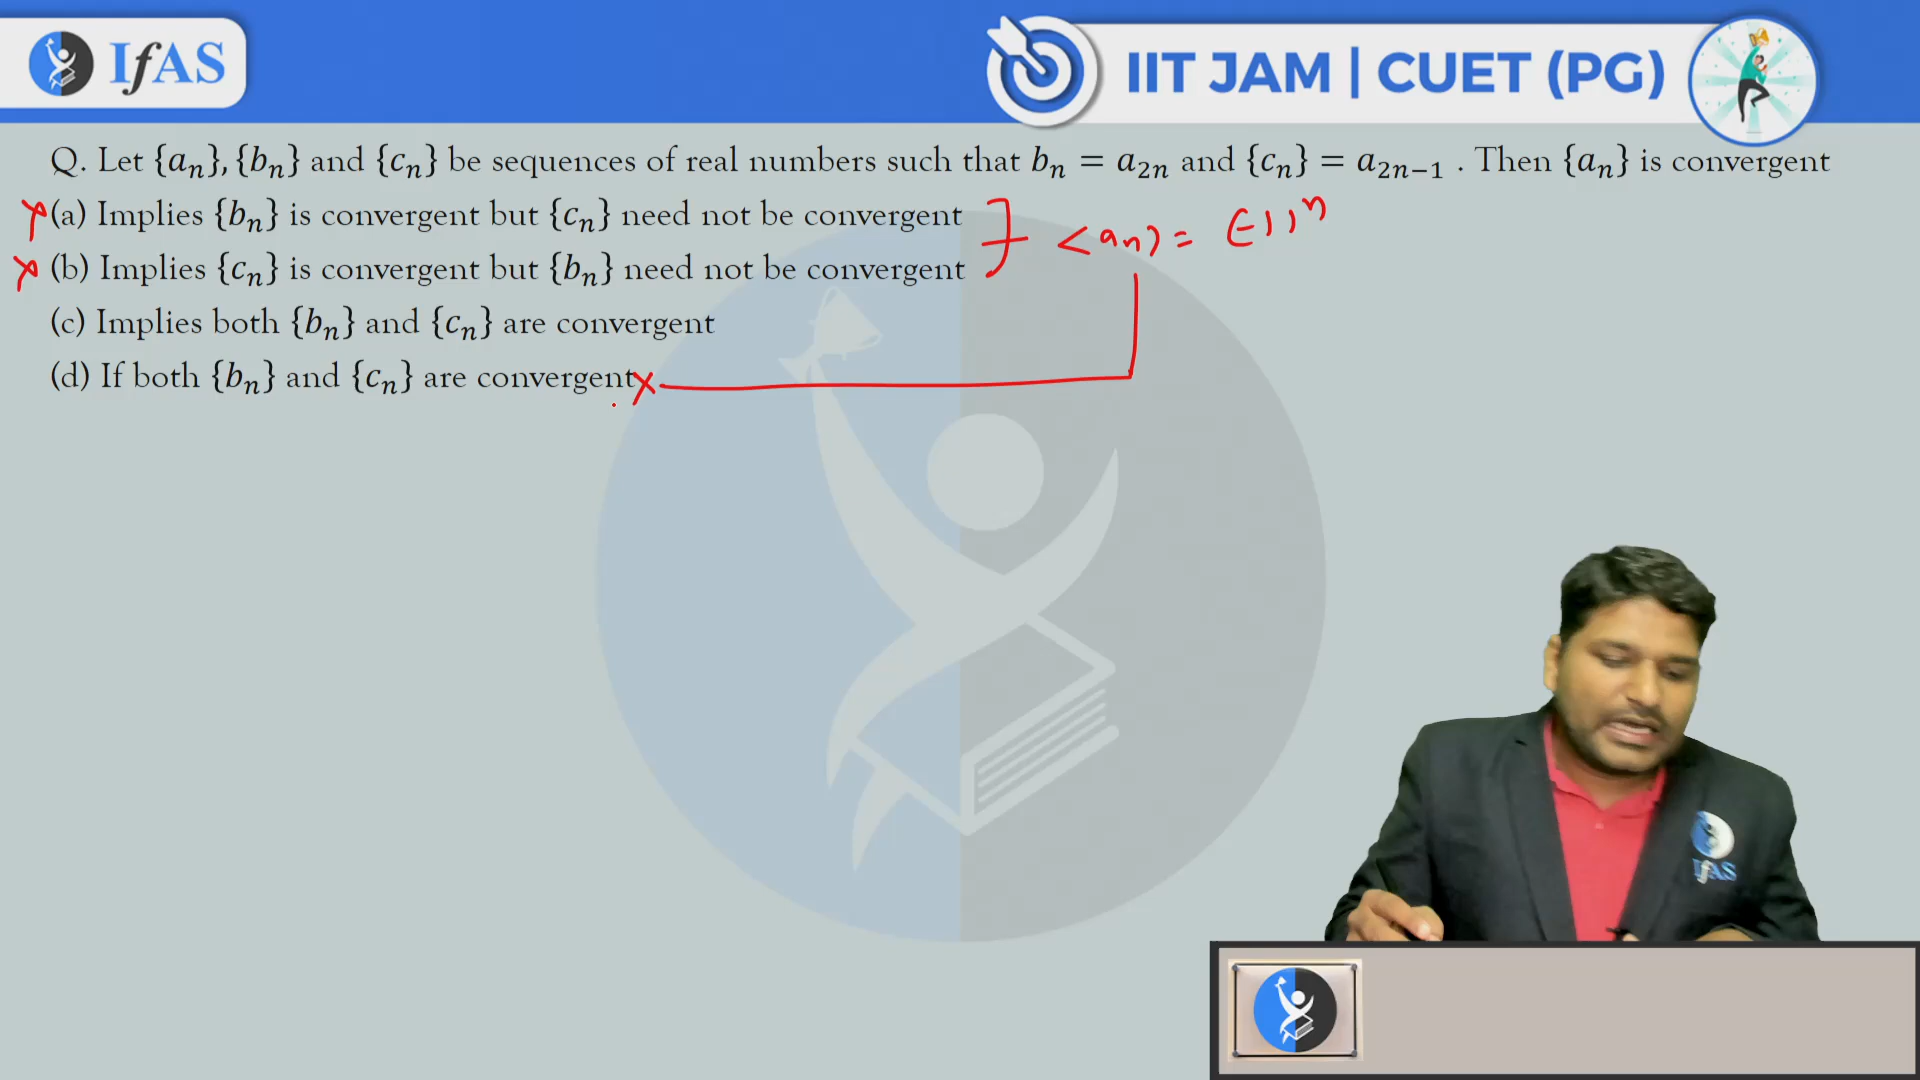 IfAS
IIT JAM | CUET (PG)
Q. Let {aₙ}, {bₙ} and {cₙ} be sequences of real numbers such that bₙ = a₂ₙ and {cₙ} = a₂ₙ₋₁ . Then {aₙ} is convergent
(a) Implies {bₙ} is convergent but {cₙ} need not be convergent
(b) Implies {cₙ} is convergent but {bₙ} need not be convergent
<aₙ> = (-1)ⁿ
(c) Implies both {bₙ} and {cₙ} are convergent
(d) If both {bₙ} and {cₙ} are convergent
IfAS